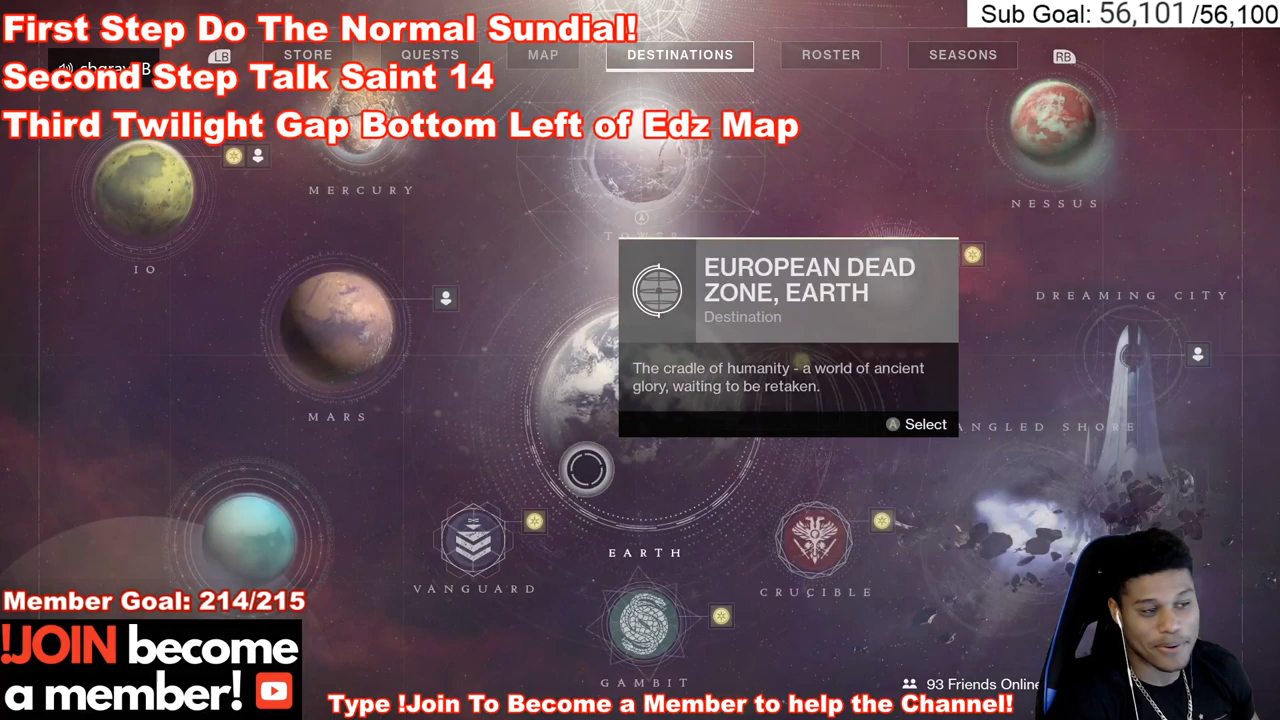 First Step Do The Normal Sundial!
Sub Goal: 56,101 /56,100
LB STORE QUESTS MAP DESTINATIONS ROSTER SEASONS RB
Second Step Talk Saint 14
Third Twilight Gap Bottom Left of Edz Map
MERCURY
NESSUS
TOWER
IO
EUROPEAN DEAD
ZONE, EARTH
Destination
DREAMING CITY
The cradle of humanity - a world of ancient
glory, waiting to be retaken.
MARS
A Select
ANGLED SHORE
EARTH
VANGUARD
CRUCIBLE
Member Goal: 214/215
!JOIN become
a member!
GAMBIT
93 Friends Online
Type !Join To Become a Member to help the Channel!